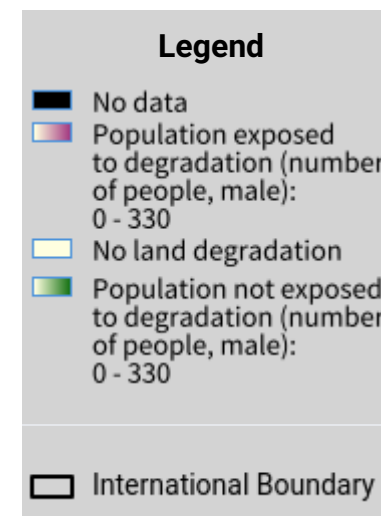 Legend
No data
Population exposed
to degradation (number
of people, male):
0 - 330
No land degradation
Population not exposed
to degradation (number
of people, male):
0 - 330
International Boundary